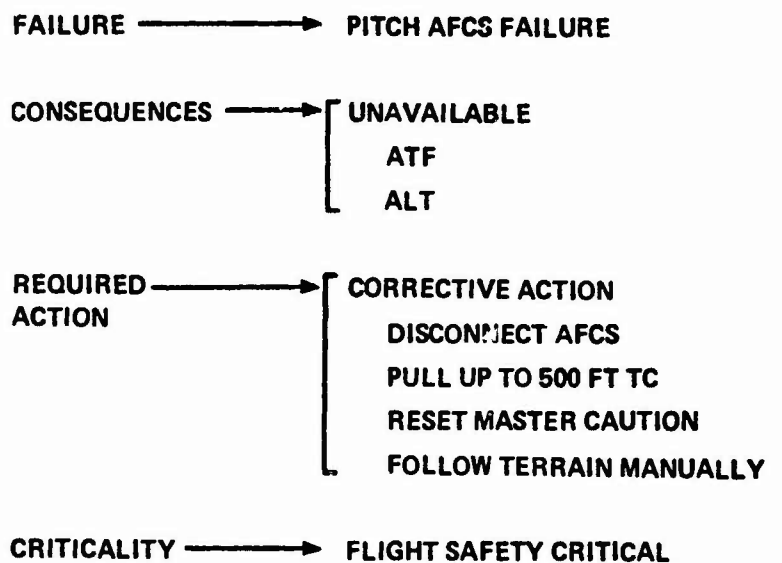 FAILURE PITCH AFCS FAILURE
CONSEQUENCES UNAVAILABLE
ATF
ALT
REQUIRED CORRECTIVE ACTION
ACTION
DISCONNECT AFCS
PULL UP TO 500 FT TC
RESET MASTER CAUTION
FOLLOW TERRAIN MANUALLY
CRITICALITY FLIGHT SAFETY CRITICAL